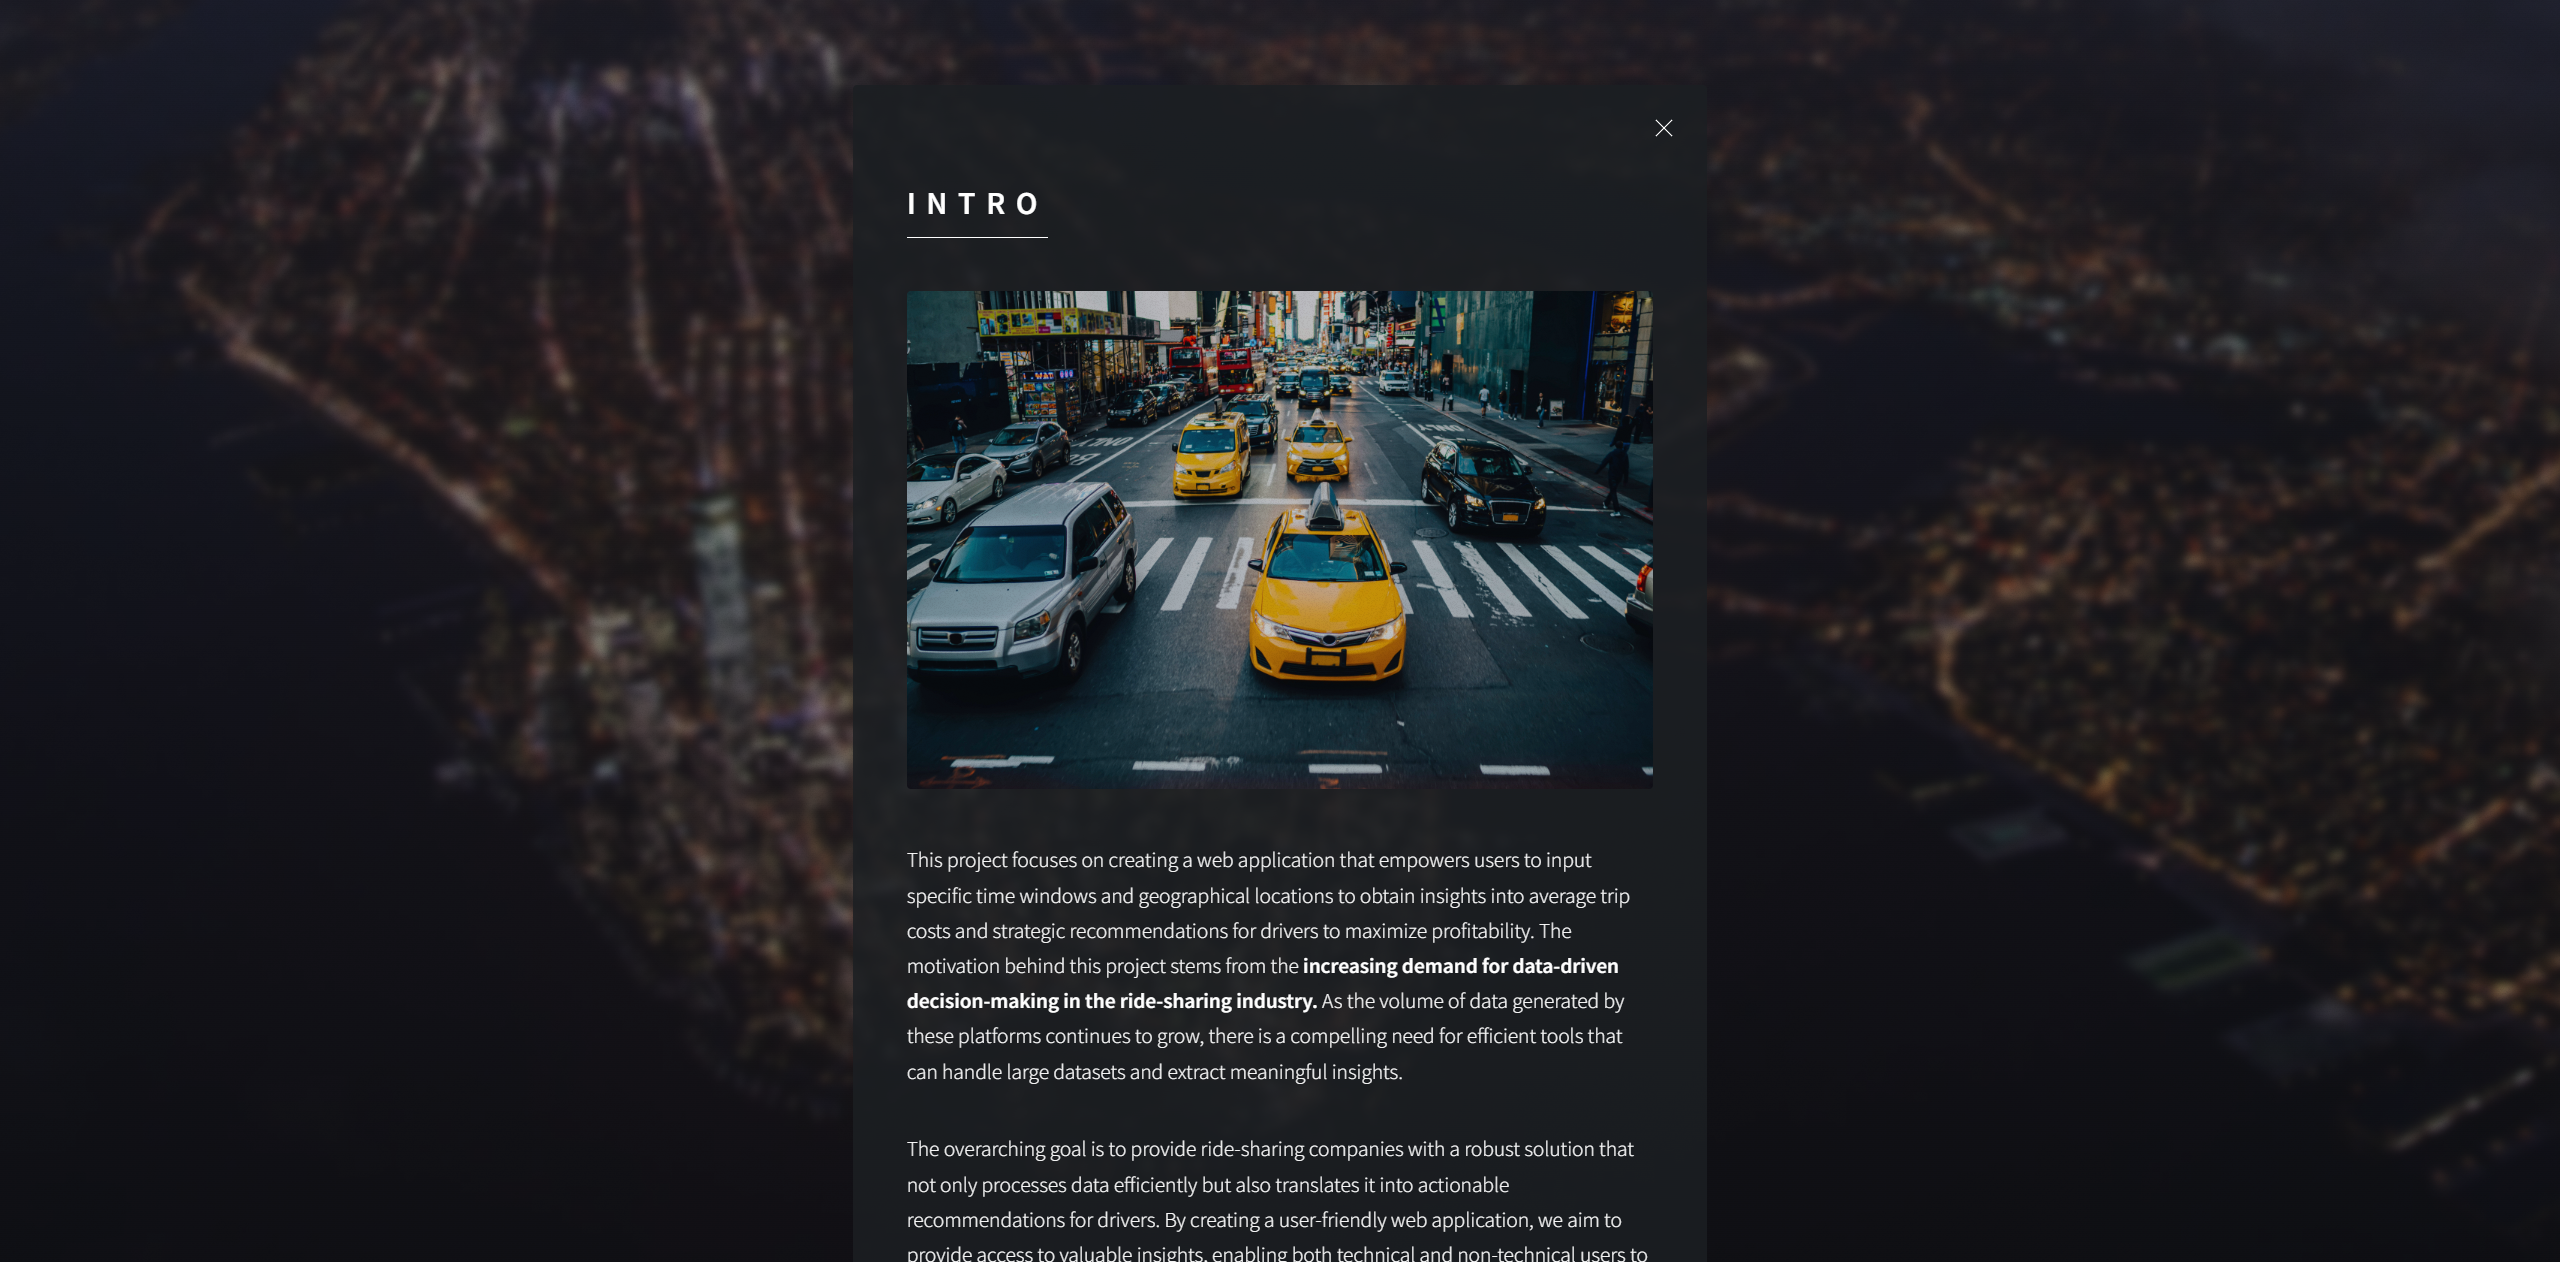 INTRO
This project focuses on creating a web application that empowers users to input
specific time windows and geographical locations to obtain insights into average trip
costs and strategic recommendations for drivers to maximize profitability. The
motivation behind this project stems from the increasing demand for data-driven
decision-making in the ride-sharing industry. As the volume of data generated by
these platforms continues to grow, there is a compelling need for efficient tools that
can handle large datasets and extract meaningful insights.
The overarching goal is to provide ride-sharing companies with a robust solution that
not only processes data efficiently but also translates it into actionable
recommendations for drivers. By creating a user-friendly web application, we aim to
provide access to valuable insights, enabling both technical and non-technical users to